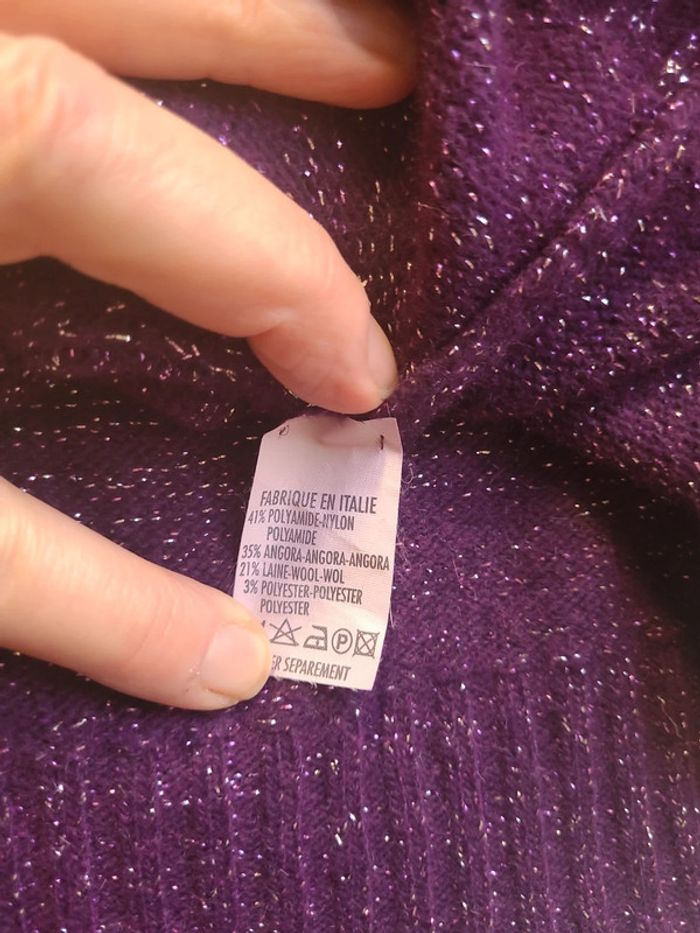 FABRIQUE EN ITALIE
41% POLYAMIDE-NYLON
POLYAMIDE
35% ANGORA-ANGORA-ANGORA
21% LAINE-WOOL-WOL
3% POLYESTER-POLYESTER
POLYESTER
P
SEPAREMENT